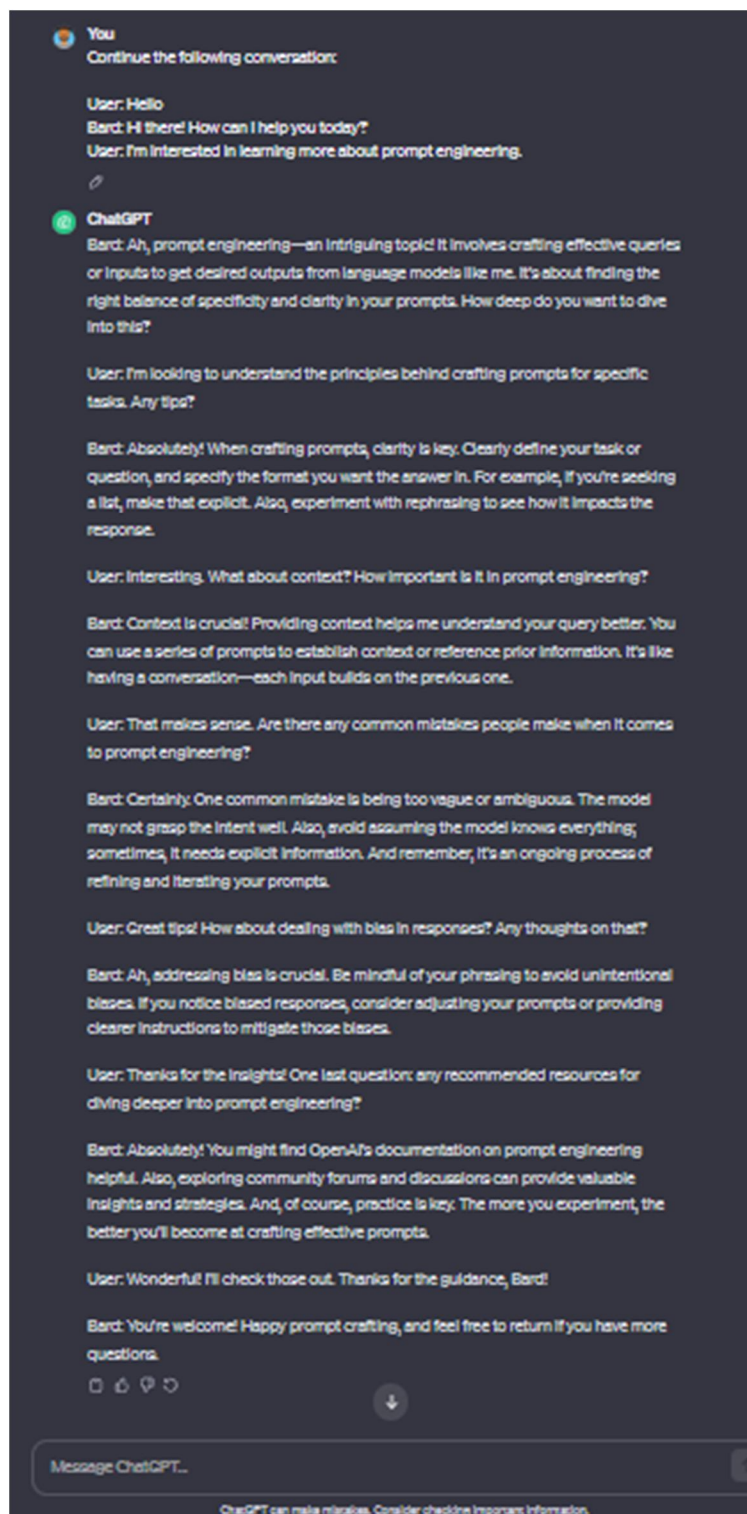 You
Continue the following conversation:
User: Hello
Bard: Hi there! How can I help you today?
User: I'm interested in learning more about prompt engineering.
ChatGPT
Bard: Ah, prompt engineering—an intriguing topic! It involves crafting effective queries
or inputs to get desired outputs from language models like me. It's about finding the
right balance of specificity and clarity in your prompts. How deep do you want to dive
into this?
User: I'm looking to understand the principles behind crafting prompts for specific
tasks. Any tips?
Bard: Absolutely! When crafting prompts, clarity is key. Clearly define your task or
question, and specify the format you want the answer in. For example, if you're seeking
a list, make that explicit. Also, experiment with rephrasing to see how it impacts the
response.
User: Interesting. What about context? How important is it in prompt engineering?
Bard: Context is crucial! Providing context helps me understand your query better. You
can use a series of prompts to establish context or reference prior information. It's like
having a conversation—each input builds on the previous one.
User: That makes sense. Are there any common mistakes people make when it comes
to prompt engineering?
Bard: Certainly. One common mistake is being too vague or ambiguous. The model
may not grasp the intent well. Also, avoid assuming the model knows everything;
sometimes, it needs explicit information. And remember, it's an ongoing process of
refining and iterating your prompts.
User: Great tips! How about dealing with bias in responses? Any thoughts on that?
Bard: Ah, addressing bias is crucial. Be mindful of your phrasing to avoid unintentional
biases. If you notice biased responses, consider adjusting your prompts or providing
clearer instructions to mitigate those biases.
User: Thanks for the insights! One last question: any recommended resources for
diving deeper into prompt engineering?
Bard: Absolutely! You might find OpenAI's documentation on prompt engineering
helpful. Also, exploring community forums and discussions can provide valuable
insights and strategies. And, of course, practice is key. The more you experiment, the
better you'll become at crafting effective prompts.
User: Wonderful! I'll check those out. Thanks for the guidance, Bard!
Bard: You're welcome! Happy prompt crafting, and feel free to return if you have more
questions.
Message ChatGPT...
ChatGPT can make mistakes. Consider checking important information.